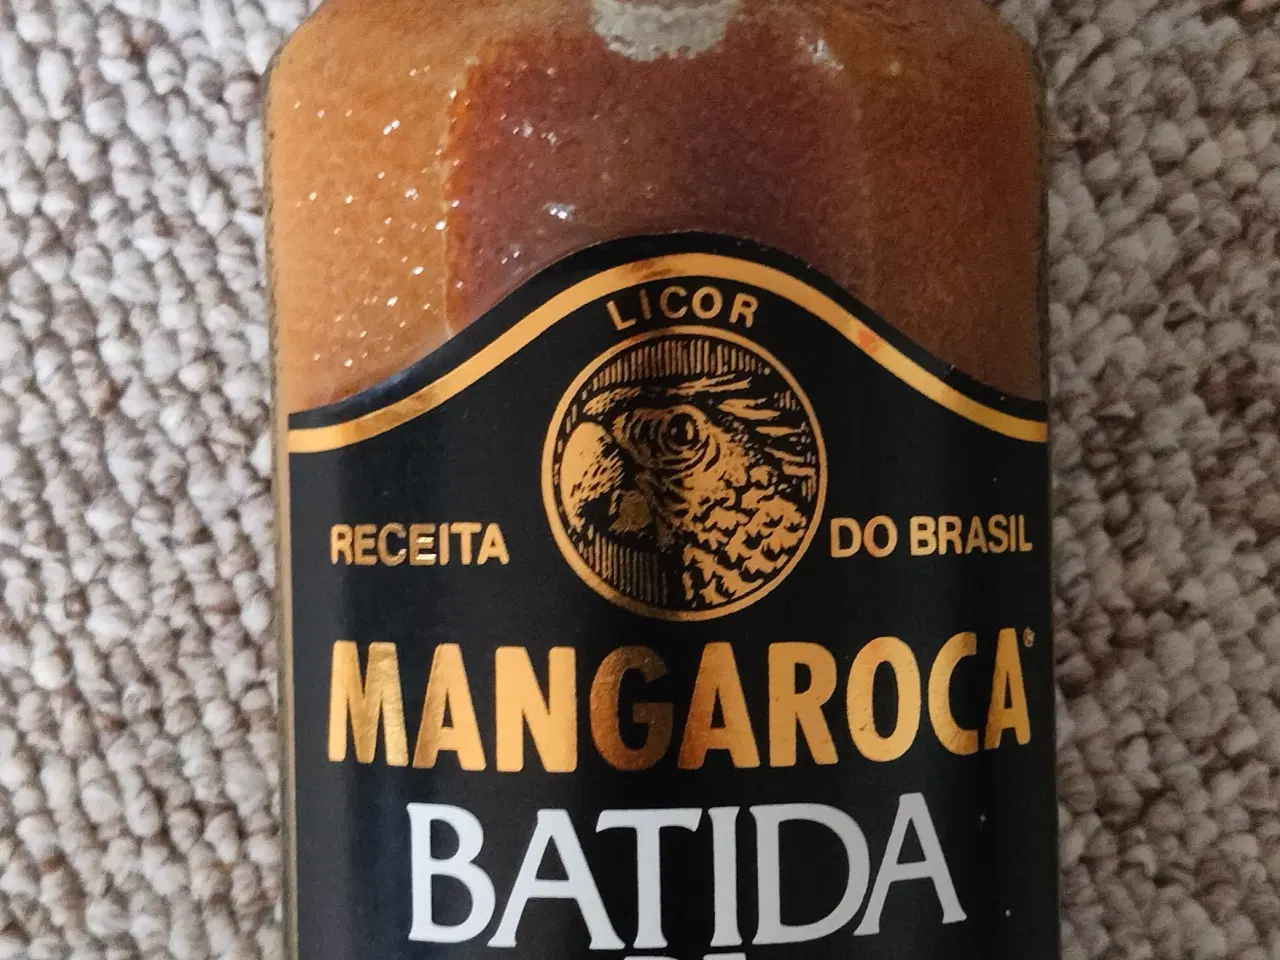 LICOR
RECEITA DO BRASIL
MANGAROCA®
BATIDA